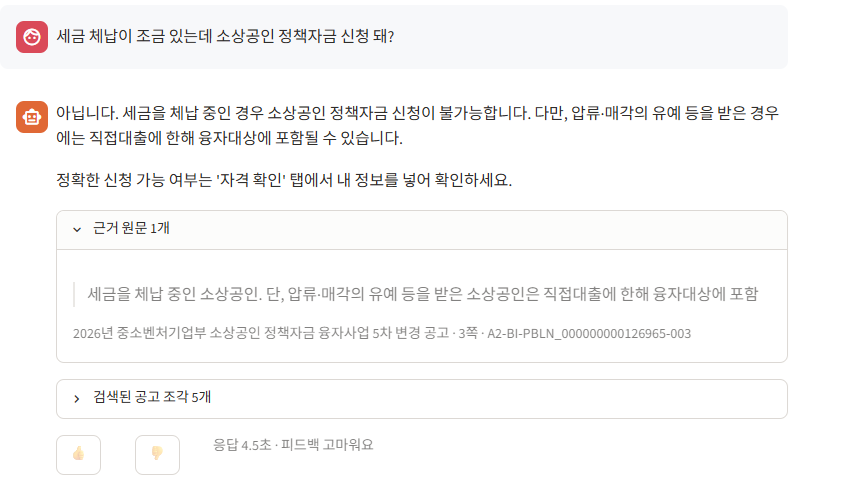 세금 체납이 조금 있는데 소상공인 정책자금 신청 돼?
아닙니다. 세금을 체납 중인 경우 소상공인 정책자금 신청이 불가능합니다. 다만, 압류·매각의 유예 등을 받은 경우
에는 직접대출에 한해 융자대상에 포함될 수 있습니다.
정확한 신청 가능 여부는 '자격 확인' 탭에서 내 정보를 넣어 확인하세요.
근거 원문 1개
세금을 체납 중인 소상공인. 단, 압류·매각의 유예 등을 받은 소상공인은 직접대출에 한해 융자대상에 포함
2026년 중소벤처기업부 소상공인 정책자금 융자사업 5차 변경 공고 · 3쪽 · A2-BI-PBLN_000000000126965-003
검색된 공고 조각 5개
응답 4.5초 · 피드백 고마워요